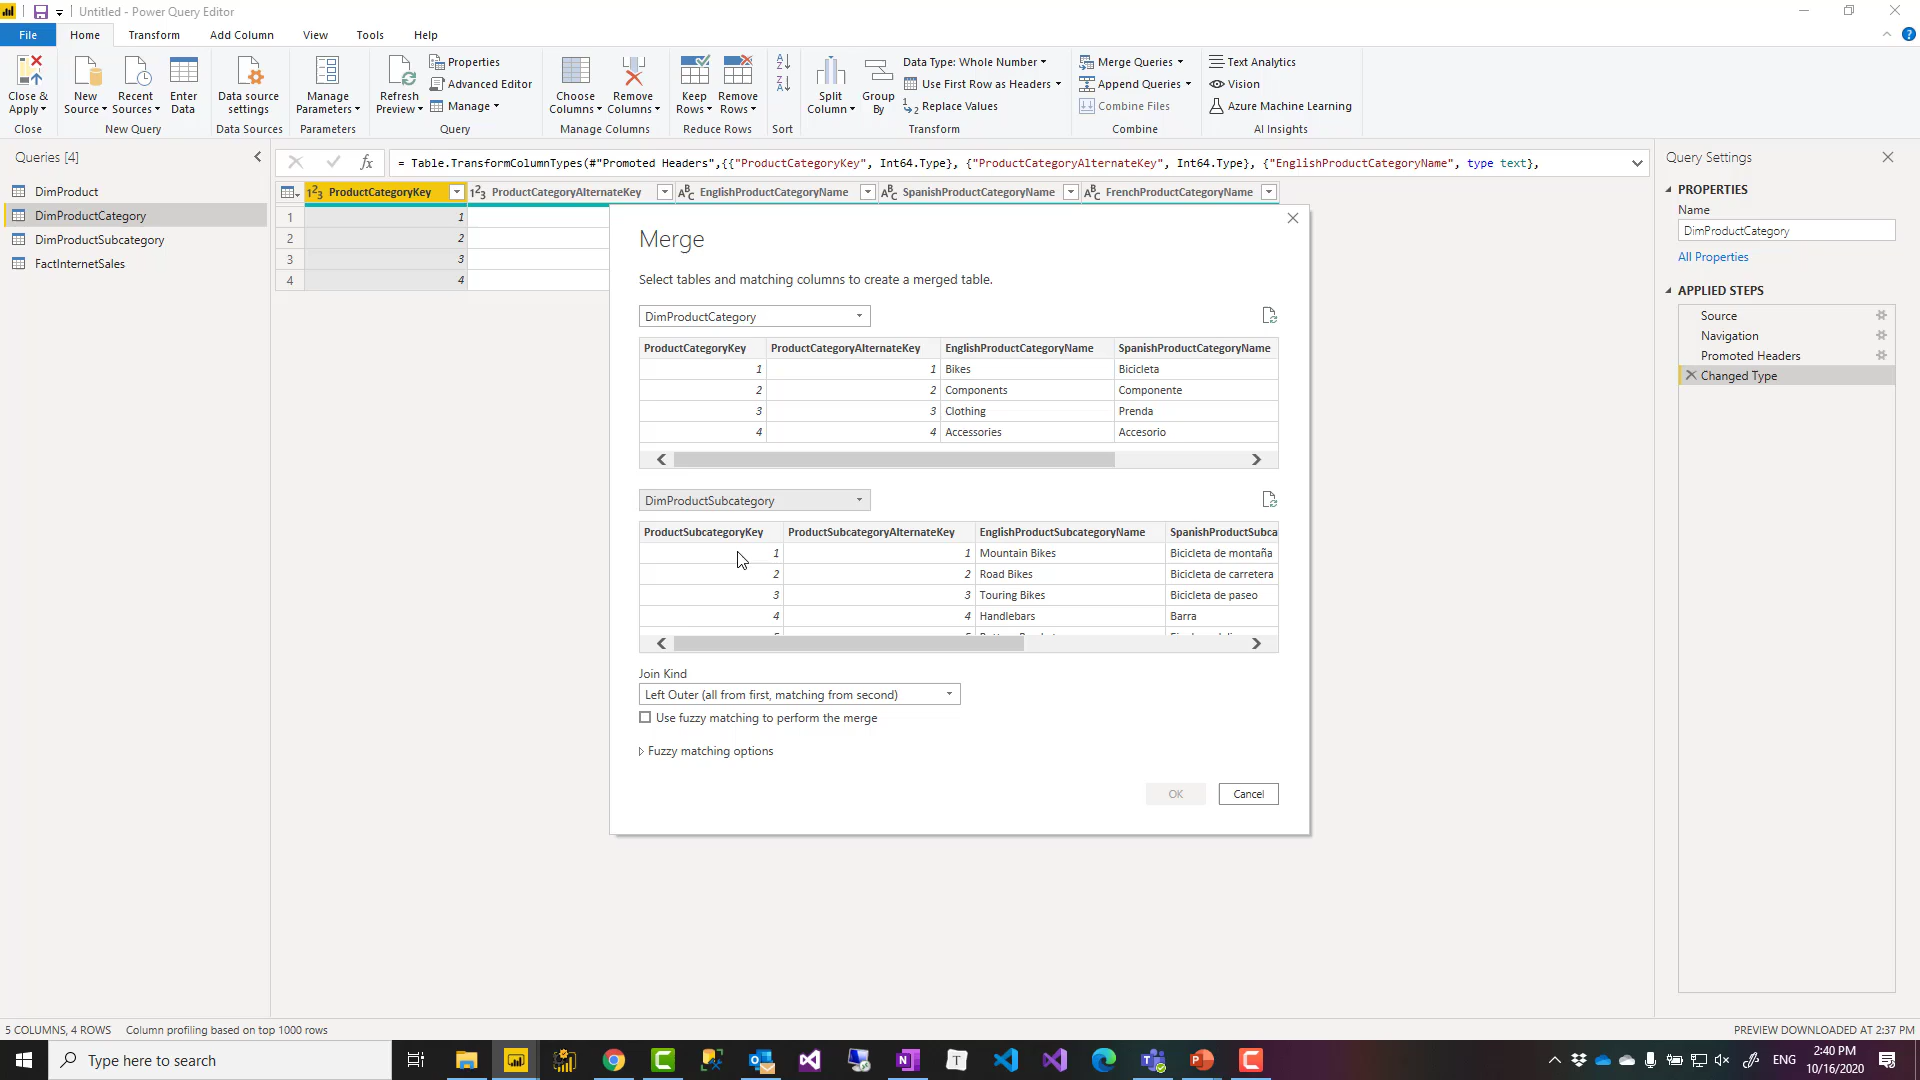 Untitled - Power Query Editor
File Home Transform Add Column View Tools Help
Close & Apply
Close
New Source
Recent Sources
Enter Data
New Query
Data source settings
Data Sources
Manage Parameters
Parameters
Refresh Preview
Properties
Advanced Editor
Manage
Query
Choose Columns
Remove Columns
Manage Columns
Keep Rows
Remove Rows
Reduce Rows
Sort
Split Column
Group By
Data Type: Whole Number
Use First Row as Headers
Replace Values
Transform
Merge Queries
Append Queries
Combine Files
Combine
Text Analytics
Vision
Azure Machine Learning
AI Insights
Queries [4]
DimProduct
DimProductCategory
DimProductSubcategory
FactInternetSales
= Table.TransformColumnTypes(#"Promoted Headers",{{"ProductCategoryKey", Int64.Type}, {"ProductCategoryAlternateKey", Int64.Type}, {"EnglishProductCategoryName", type text},
ProductCategoryKey ProductCategoryAlternateKey EnglishProductCategoryName SpanishProductCategoryName FrenchProductCategoryName
1 1
2 2
3 3
4 4
Merge
Select tables and matching columns to create a merged table.
DimProductCategory
ProductCategoryKey ProductCategoryAlternateKey EnglishProductCategoryName SpanishProductCategoryName
1 1 Bikes Bicicleta
2 2 Components Componente
3 3 Clothing Prenda
4 4 Accessories Accesorio
DimProductSubcategory
ProductSubcategoryKey ProductSubcategoryAlternateKey EnglishProductSubcategoryName SpanishProductSubca
1 1 Mountain Bikes Bicicleta de montaña
2 2 Road Bikes Bicicleta de carretera
3 3 Touring Bikes Bicicleta de paseo
4 4 Handlebars Barra
Join Kind
Left Outer (all from first, matching from second)
Use fuzzy matching to perform the merge
Fuzzy matching options
OK Cancel
Query Settings
PROPERTIES
Name
DimProductCategory
All Properties
APPLIED STEPS
Source
Navigation
Promoted Headers
Changed Type
5 COLUMNS, 4 ROWS Column profiling based on top 1000 rows
PREVIEW DOWNLOADED AT 2:37 PM
Type here to search
ENG
2:40 PM
10/16/2020